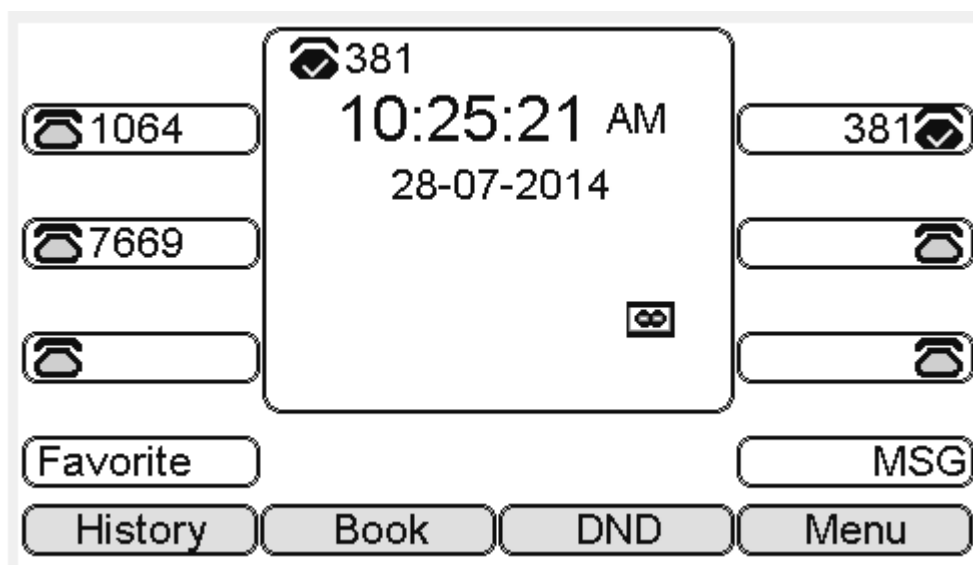 381
10:25:21 AM
28-07-2014
1064
381
7669
Favorite
MSG
History
Book
DND
Menu